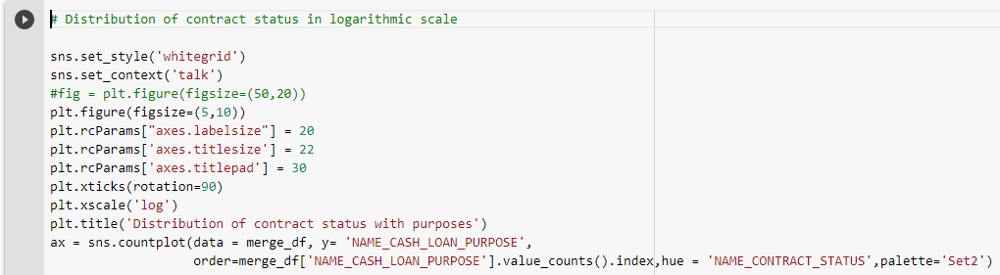 # Distribution of contract status in logarithmic scale
sns.set_style('whitegrid')
sns.set_context('talk')
#fig = plt.figure(figsize=(50,20))
plt.figure(figsize=(5,10))
plt.rcParams["axes.labelsize"] = 20
plt.rcParams['axes.titlesize'] = 22
plt.rcParams['axes.titlepad'] = 30
plt.xticks(rotation=90)
plt.xscale('log')
plt.title('Distribution of contract status with purposes')
ax = sns.countplot(data = merge_df, y= 'NAME_CASH_LOAN_PURPOSE',
order=merge_df['NAME_CASH_LOAN_PURPOSE'].value_counts().index,hue = 'NAME_CONTRACT_STATUS',palette='Set2')